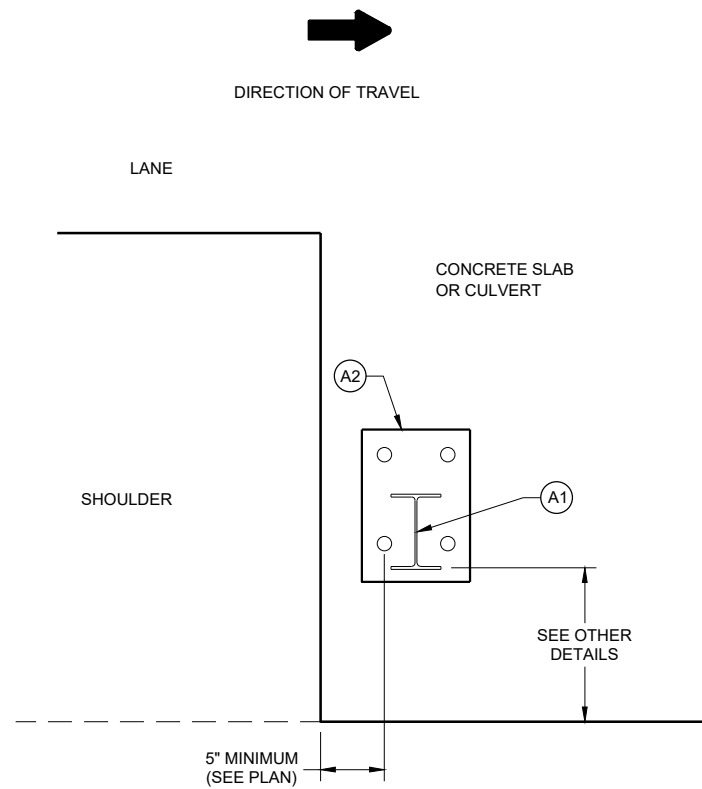 DIRECTION OF TRAVEL
LANE
CONCRETE SLAB
OR CULVERT
A2
SHOULDER
A1
SEE OTHER
DETAILS
5" MINIMUM
(SEE PLAN)